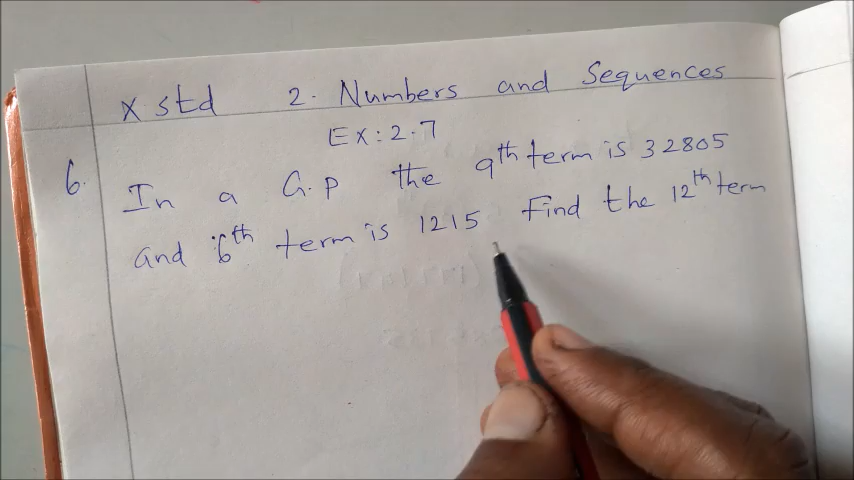 X std 2. Numbers and Sequences
Ex: 2.7
6. In a G.P the 9th term is 32805
and 6th term is 1215 Find the 12th term